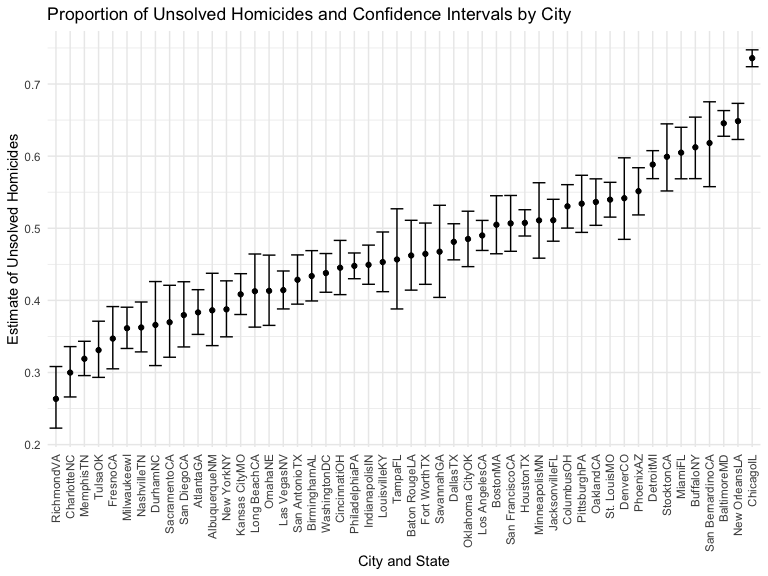 Proportion of Unsolved Homicides and Confidence Intervals by City
Estimate of Unsolved Homicides
0.7
0.6
0.5
0.4
0.3
0.2
RichmondVA
CharlotteNC
MemphisTN
TulsaOK
FresnoCA
MilwaukeewI
NashvilleTN
DurhamNC
SacramentoCA
San DiegoCA
AtlantaGA
AlbuquerqueNM
New YorkNY
Kansas CityMO
Long BeachCA
OmahaNE
Las VegasNV
San AntonioTX
BirminghamAL
WashingtonDC
CincinnatiOH
PhiladelphiaPA
IndianapolisIN
LouisvilleKY
TampaFL
Baton RougeLA
Fort WorthTX
SavannahGA
DallasTX
Oklahoma CityOK
Los AngelesCA
BostonMA
San FranciscoCA
HoustonTX
MinneapolisMN
JacksonvilleFL
ColumbusOH
PittsburghPA
OaklandCA
St. LouisMO
DenverCO
PhoenixAZ
DetroitMI
StocktonCA
MiamiFL
BuffaloNY
San BernardinoCA
BaltimoreMD
New OrleansLA
ChicagoIL
City and State